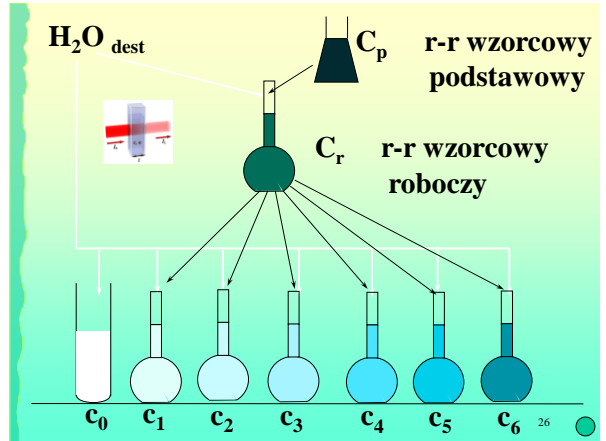 H₂O dest
Cp r-r wzorcowy
podstawowy
Cr r-r wzorcowy
roboczy
c₀ c₁ c₂ c₃ c₄ c₅ c₆
26